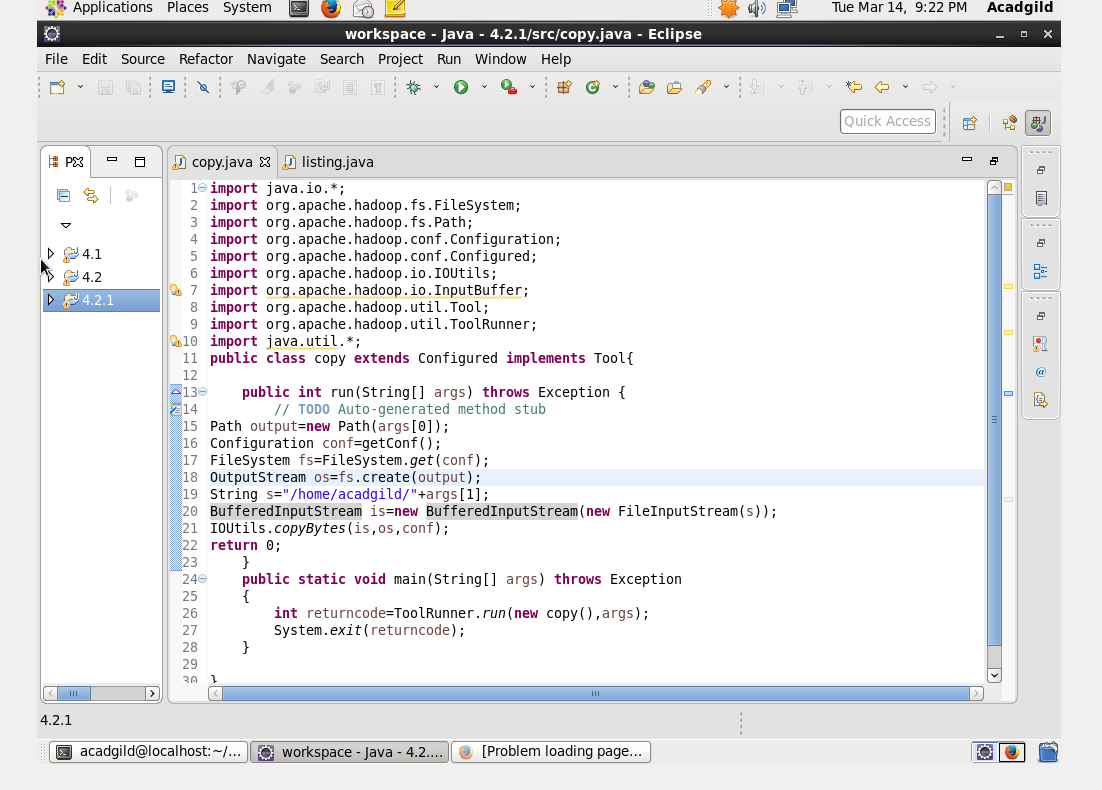 Applications Places System Tue Mar 14, 9:22 PM Acadgild
workspace - Java - 4.2.1/src/copy.java - Eclipse
File Edit Source Refactor Navigate Search Project Run Window Help
Quick Access
P copy.java listing.java
4.1
4.2
4.2.1
1 import java.io.*;
2 import org.apache.hadoop.fs.FileSystem;
3 import org.apache.hadoop.fs.Path;
4 import org.apache.hadoop.conf.Configuration;
5 import org.apache.hadoop.conf.Configured;
6 import org.apache.hadoop.io.IOUtils;
7 import org.apache.hadoop.io.InputBuffer;
8 import org.apache.hadoop.util.Tool;
9 import org.apache.hadoop.util.ToolRunner;
10 import java.util.*;
11 public class copy extends Configured implements Tool{
12
13     public int run(String[] args) throws Exception {
14         // TODO Auto-generated method stub
15 Path output=new Path(args[0]);
16 Configuration conf=getConf();
17 FileSystem fs=FileSystem.get(conf);
18 OutputStream os=fs.create(output);
19 String s="/home/acadgild/"+args[1];
20 BufferedInputStream is=new BufferedInputStream(new FileInputStream(s));
21 IOUtils.copyBytes(is,os,conf);
22 return 0;
23     }
24     public static void main(String[] args) throws Exception
25     {
26         int returncode=ToolRunner.run(new copy(),args);
27         System.exit(returncode);
28     }
29
30 }
4.2.1
acadgild@localhost:~/... workspace - Java - 4.2.... [Problem loading page...